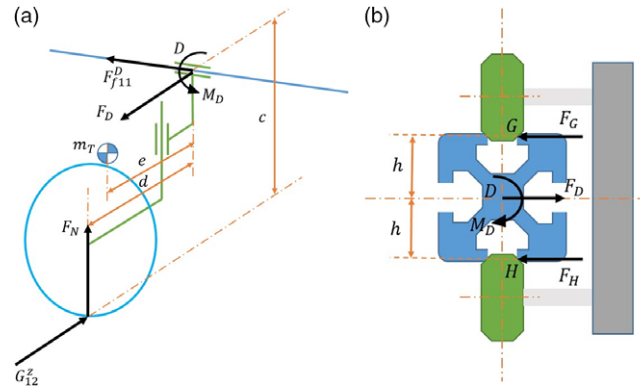 (a)
D
F_{f11}^{D}
F_D
M_D
c
m_T
e
d
F_N
G_{12}^{z}
(b)
G
F_G
h
D
F_D
M_D
h
H
F_H